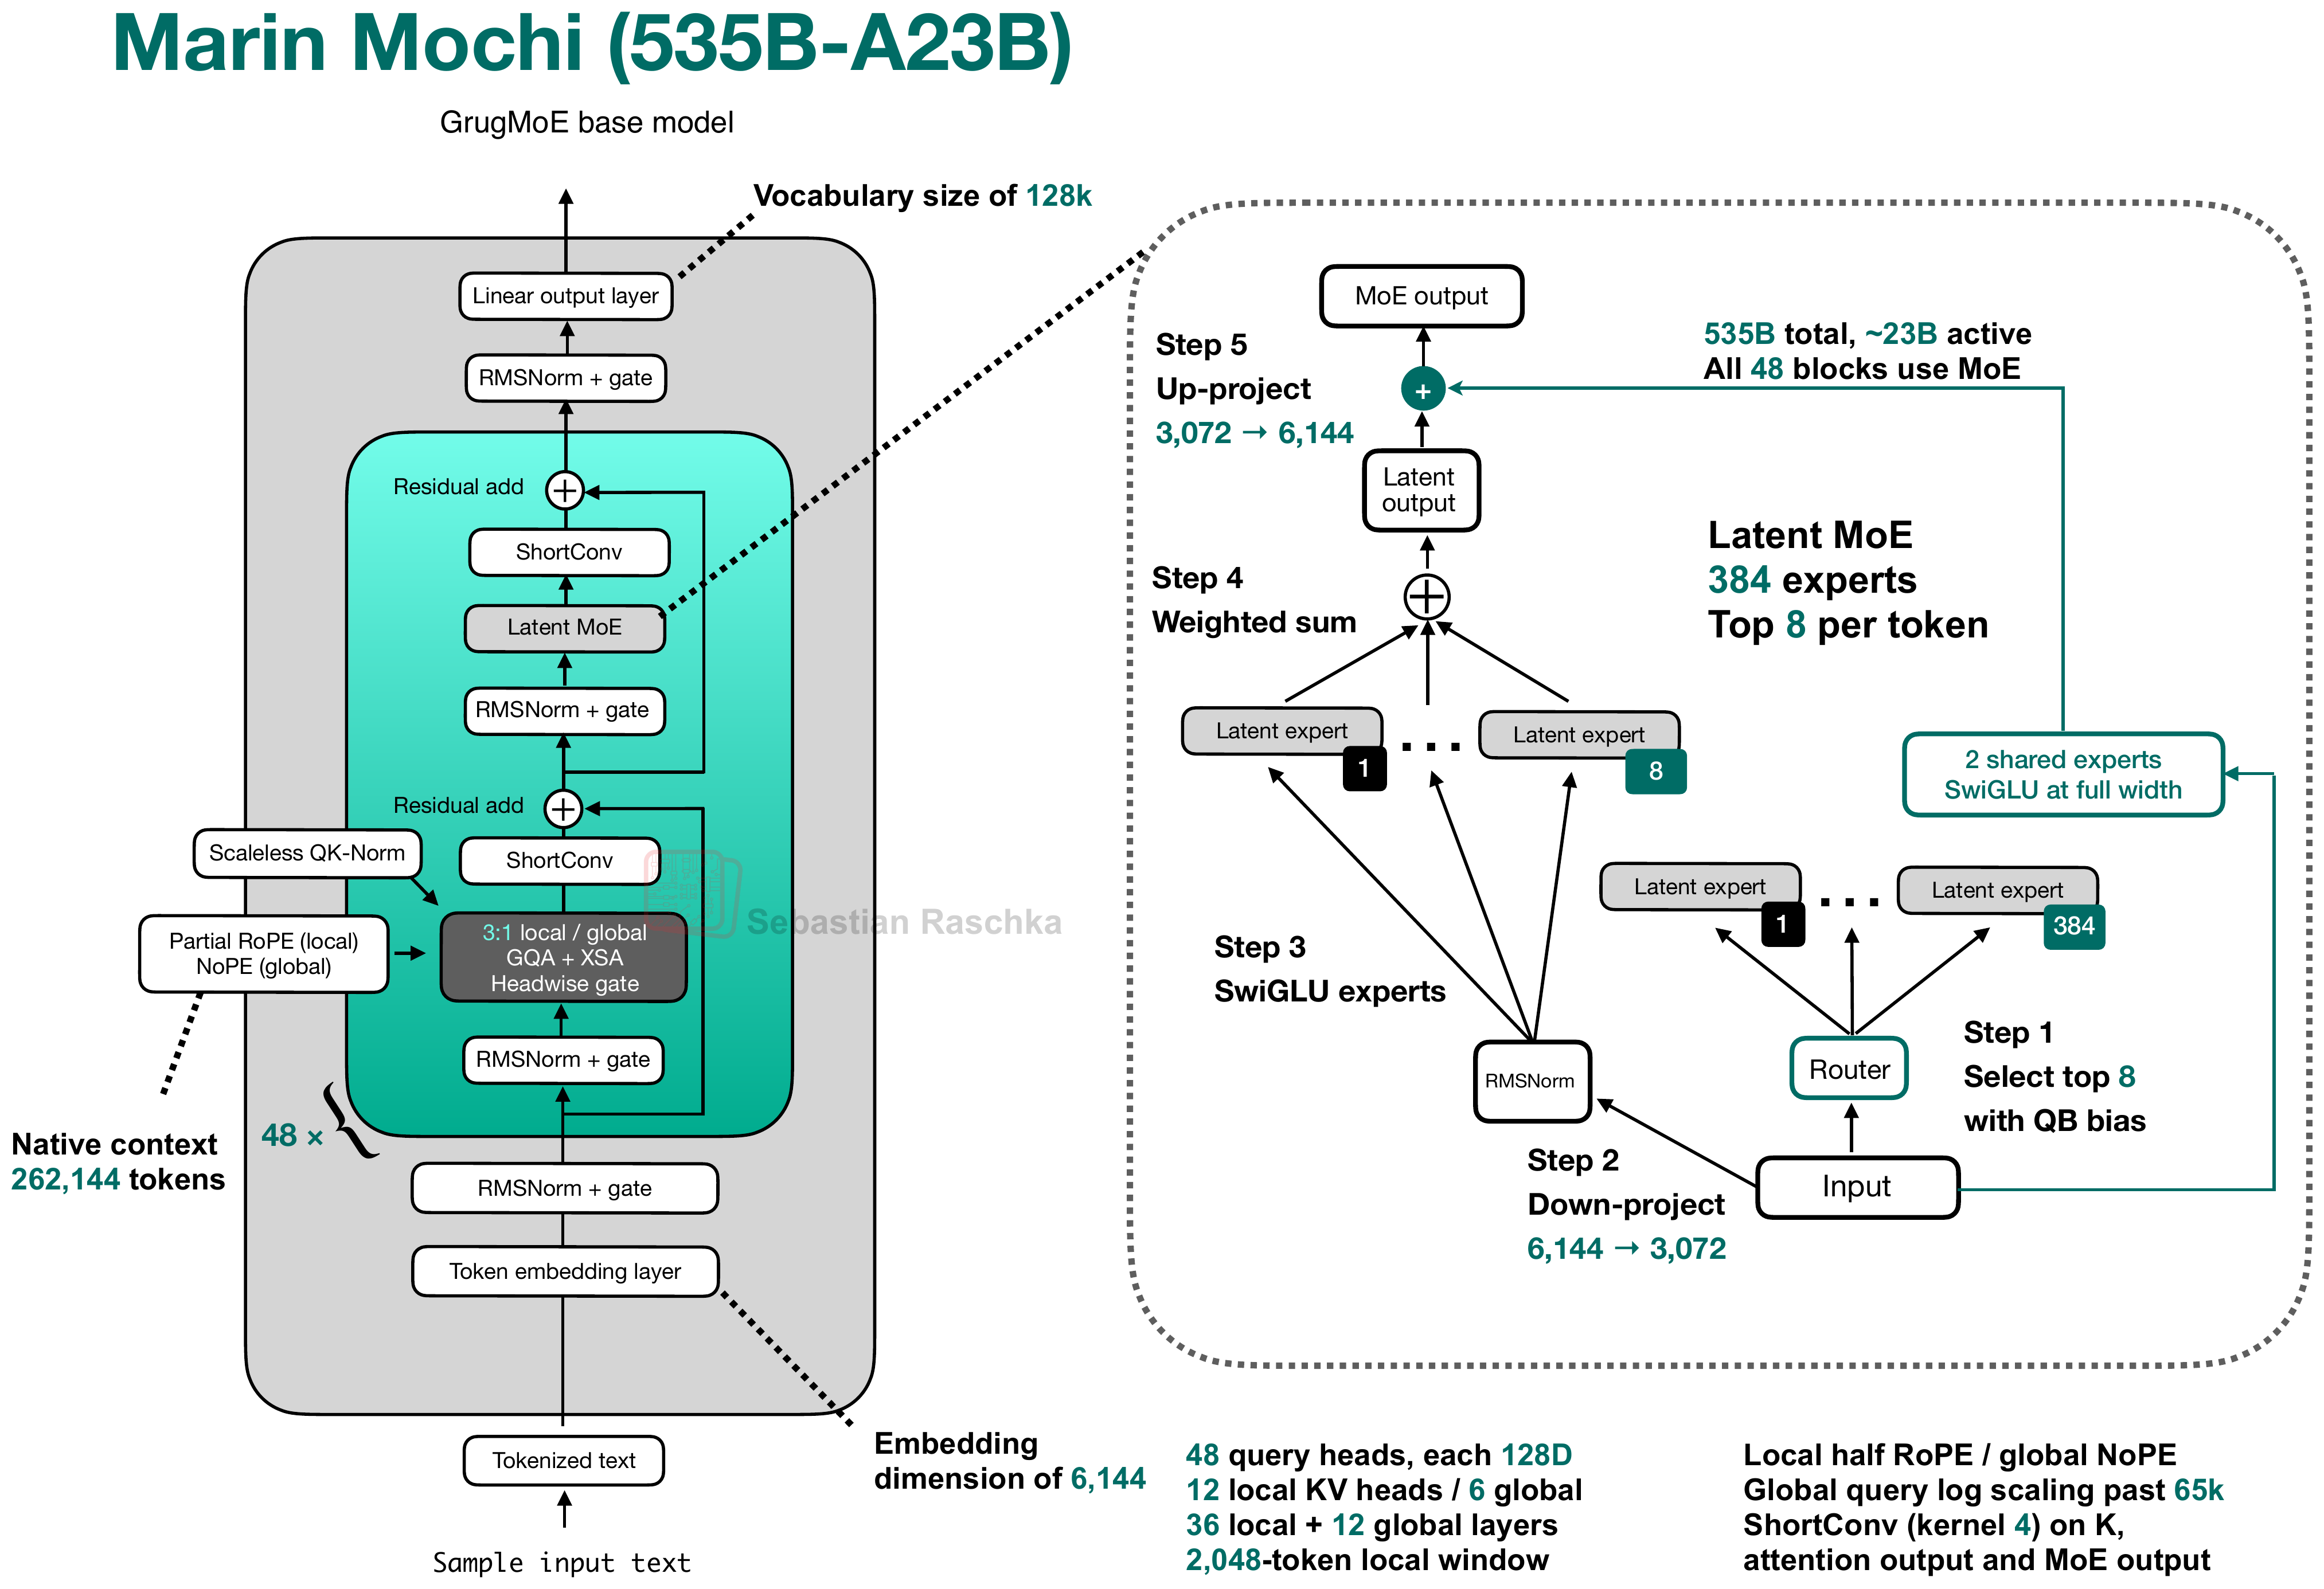 Marin Mochi (535B-A23B)
GrugMoE base model
Vocabulary size of 128k
Linear output layer
RMSNorm + gate
Residual add
ShortConv
Latent MoE
RMSNorm + gate
Residual add
ShortConv
Scaleless QK-Norm
Partial RoPE (local)
NoPE (global)
3:1 local / global
GQA + XSA
Headwise gate
RMSNorm + gate
48 ×
Native context
262,144 tokens
RMSNorm + gate
Token embedding layer
Embedding
dimension of 6,144
Tokenized text
Sample input text
Sebastian Raschka
MoE output
Step 5
Up-project
3,072 → 6,144
+
535B total, ~23B active
All 48 blocks use MoE
Latent
output
Latent MoE
384 experts
Top 8 per token
Step 4
Weighted sum
Latent expert
1
...
Latent expert
8
2 shared experts
SwiGLU at full width
Latent expert
1
...
Latent expert
384
Step 3
SwiGLU experts
RMSNorm
Router
Step 1
Select top 8
with QB bias
Step 2
Down-project
6,144 → 3,072
Input
48 query heads, each 128D
12 local KV heads / 6 global
36 local + 12 global layers
2,048-token local window
Local half RoPE / global NoPE
Global query log scaling past 65k
ShortConv (kernel 4) on K,
attention output and MoE output